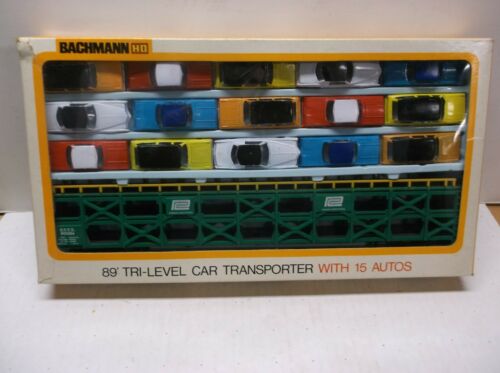 BACHMANN HO
89' TRI-LEVEL CAR TRANSPORTER WITH 15 AUTOS